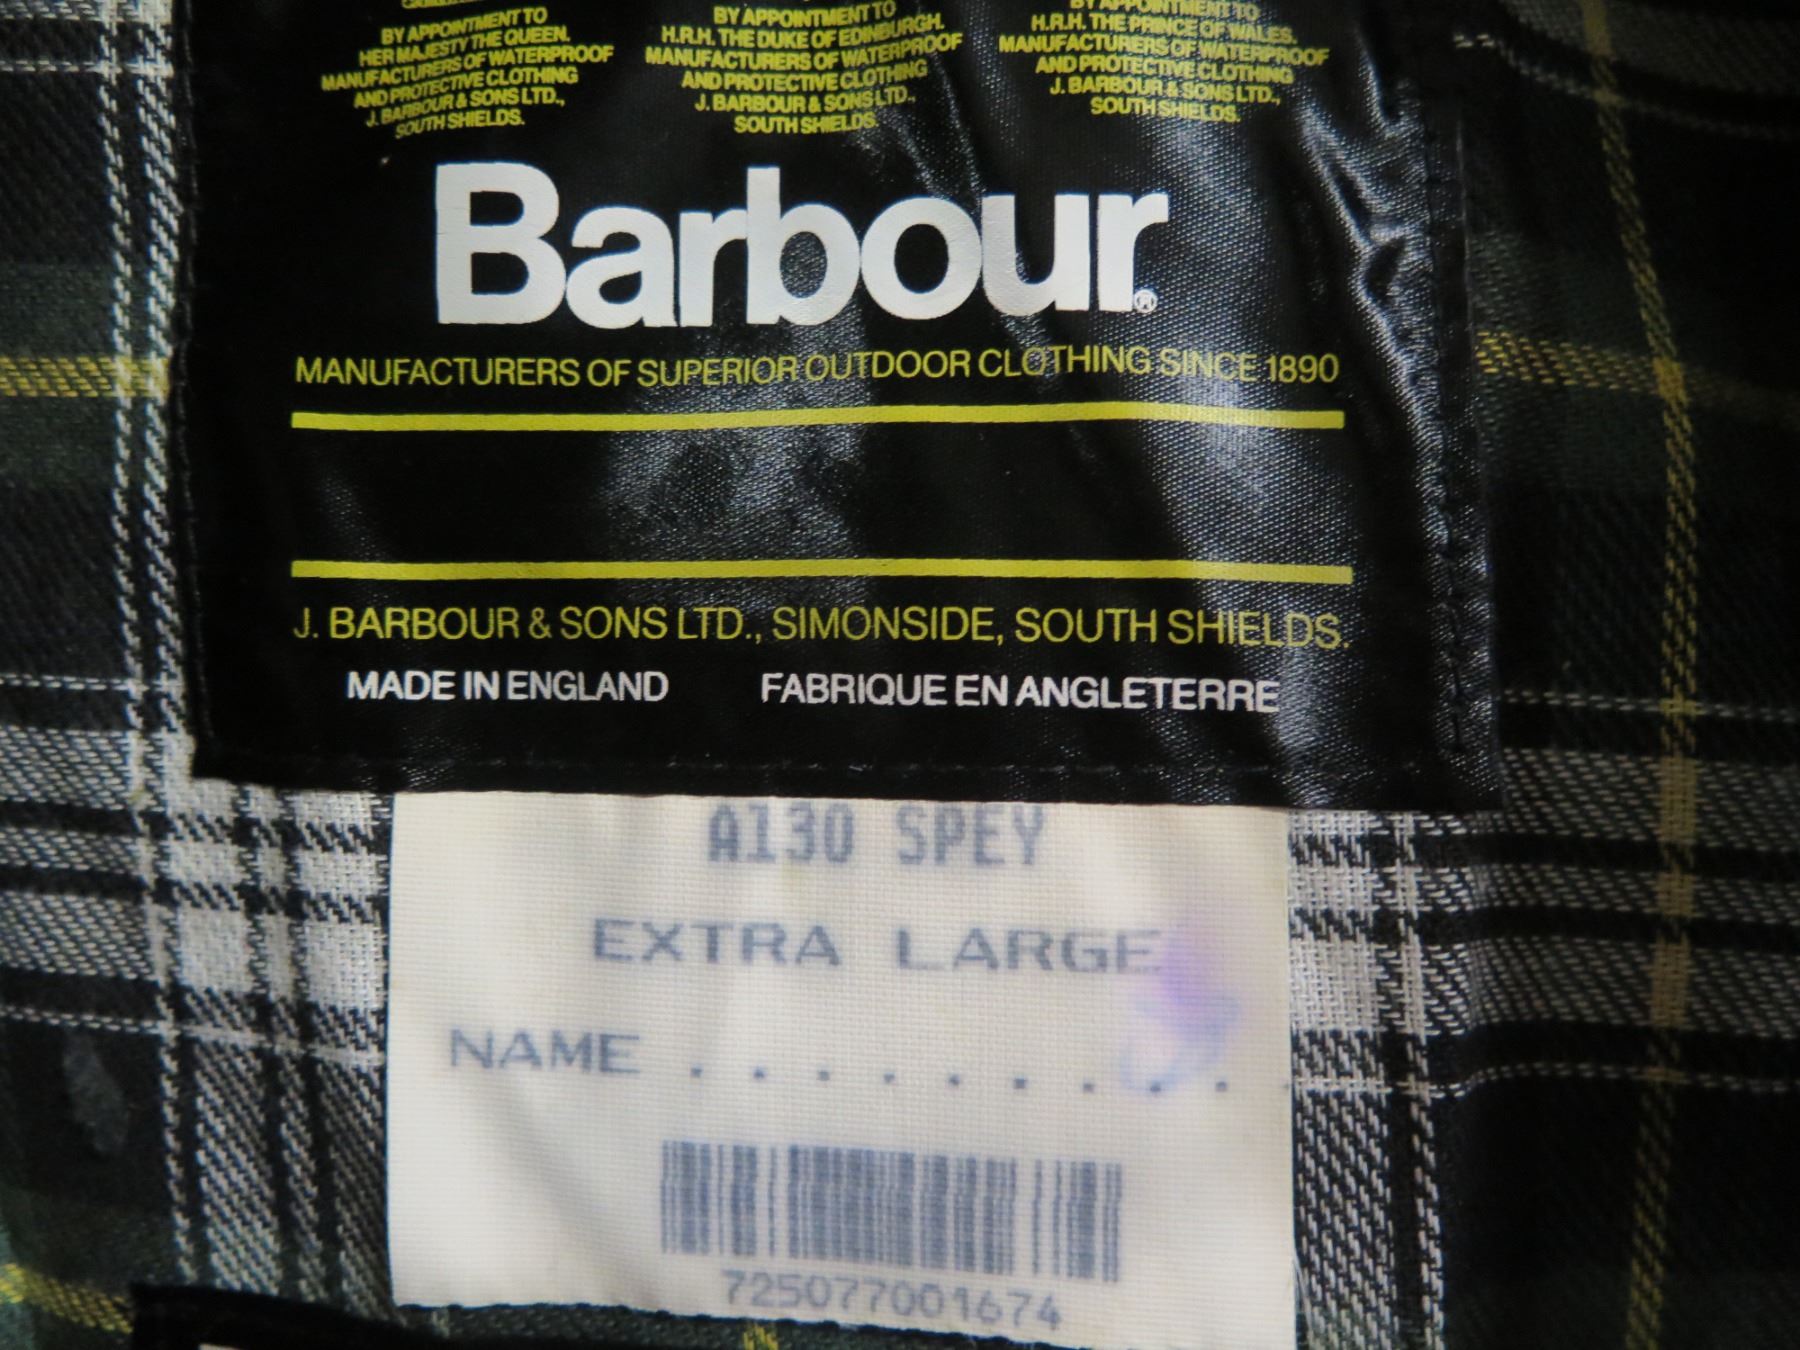 BY APPOINTMENT TO
HER MAJESTY THE QUEEN.
MANUFACTURERS OF WATERPROOF
AND PROTECTIVE CLOTHING
J. BARBOUR & SONS LTD.,
SOUTH SHIELDS.
BY APPOINTMENT TO
H.R.H. THE DUKE OF EDINBURGH.
MANUFACTURERS OF WATERPROOF
AND PROTECTIVE CLOTHING
J. BARBOUR & SONS LTD.,
SOUTH SHIELDS.
BY APPOINTMENT TO
H.R.H. THE PRINCE OF WALES.
MANUFACTURERS OF WATERPROOF
AND PROTECTIVE CLOTHING
J. BARBOUR & SONS LTD.,
SOUTH SHIELDS.
Barbour®
MANUFACTURERS OF SUPERIOR OUTDOOR CLOTHING SINCE 1890
J. BARBOUR & SONS LTD., SIMONSIDE, SOUTH SHIELDS.
MADE IN ENGLAND FABRIQUE EN ANGLETERRE
A130 SPEY
EXTRA LARGE
NAME . . . . . . . . . .
725077001674